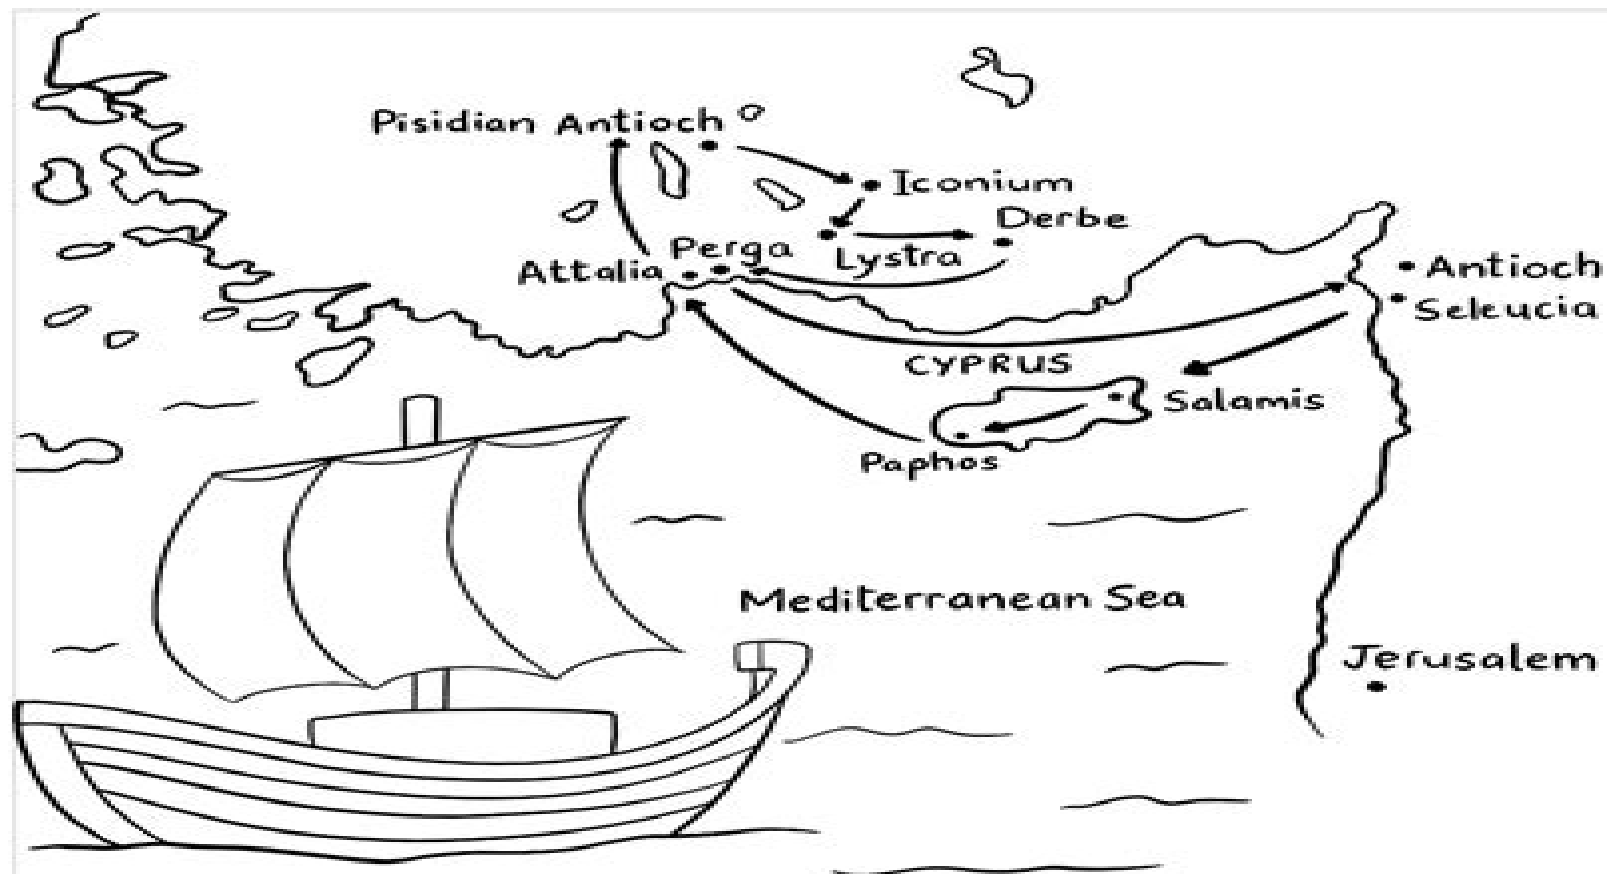 Pisidian Antioch
Iconium
Derbe
Perga
Lystra
Attalia
Antioch
Seleucia
CYPRUS
Salamis
Paphos
Mediterranean Sea
Jerusalem